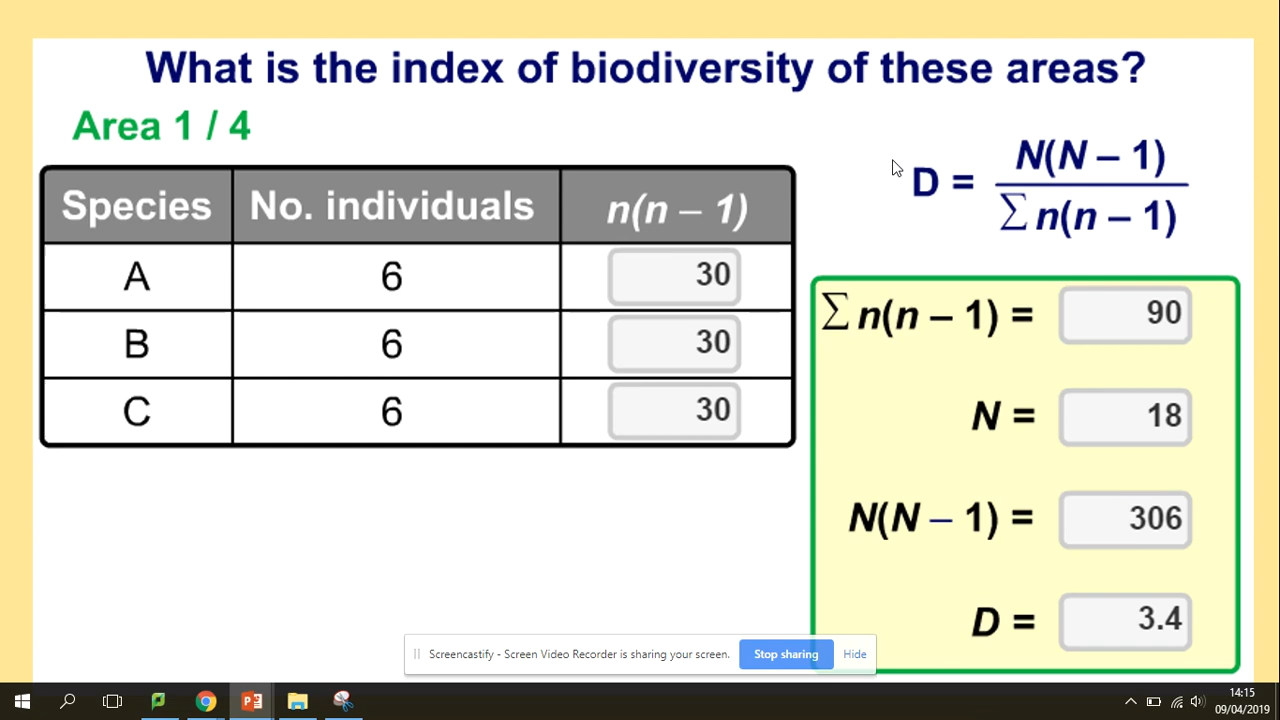 What is the index of biodiversity of these areas?
Area 1 / 4
Species No. individuals n(n – 1)
A 6 30
B 6 30
C 6 30
D = N(N – 1)
∑ n(n – 1)
∑ n(n – 1) = 90
N = 18
N(N – 1) = 306
D = 3.4
Screencastify - Screen Video Recorder is sharing your screen. Stop sharing Hide
14:15
09/04/2019